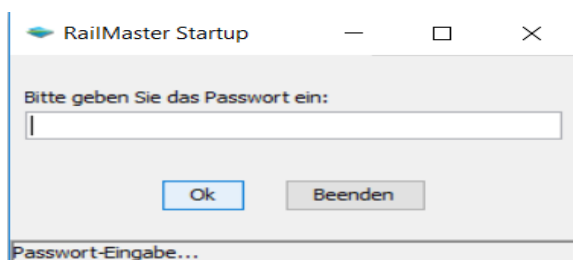 RailMaster Startup
Bitte geben Sie das Passwort ein:
Ok Beenden
Passwort-Eingabe...